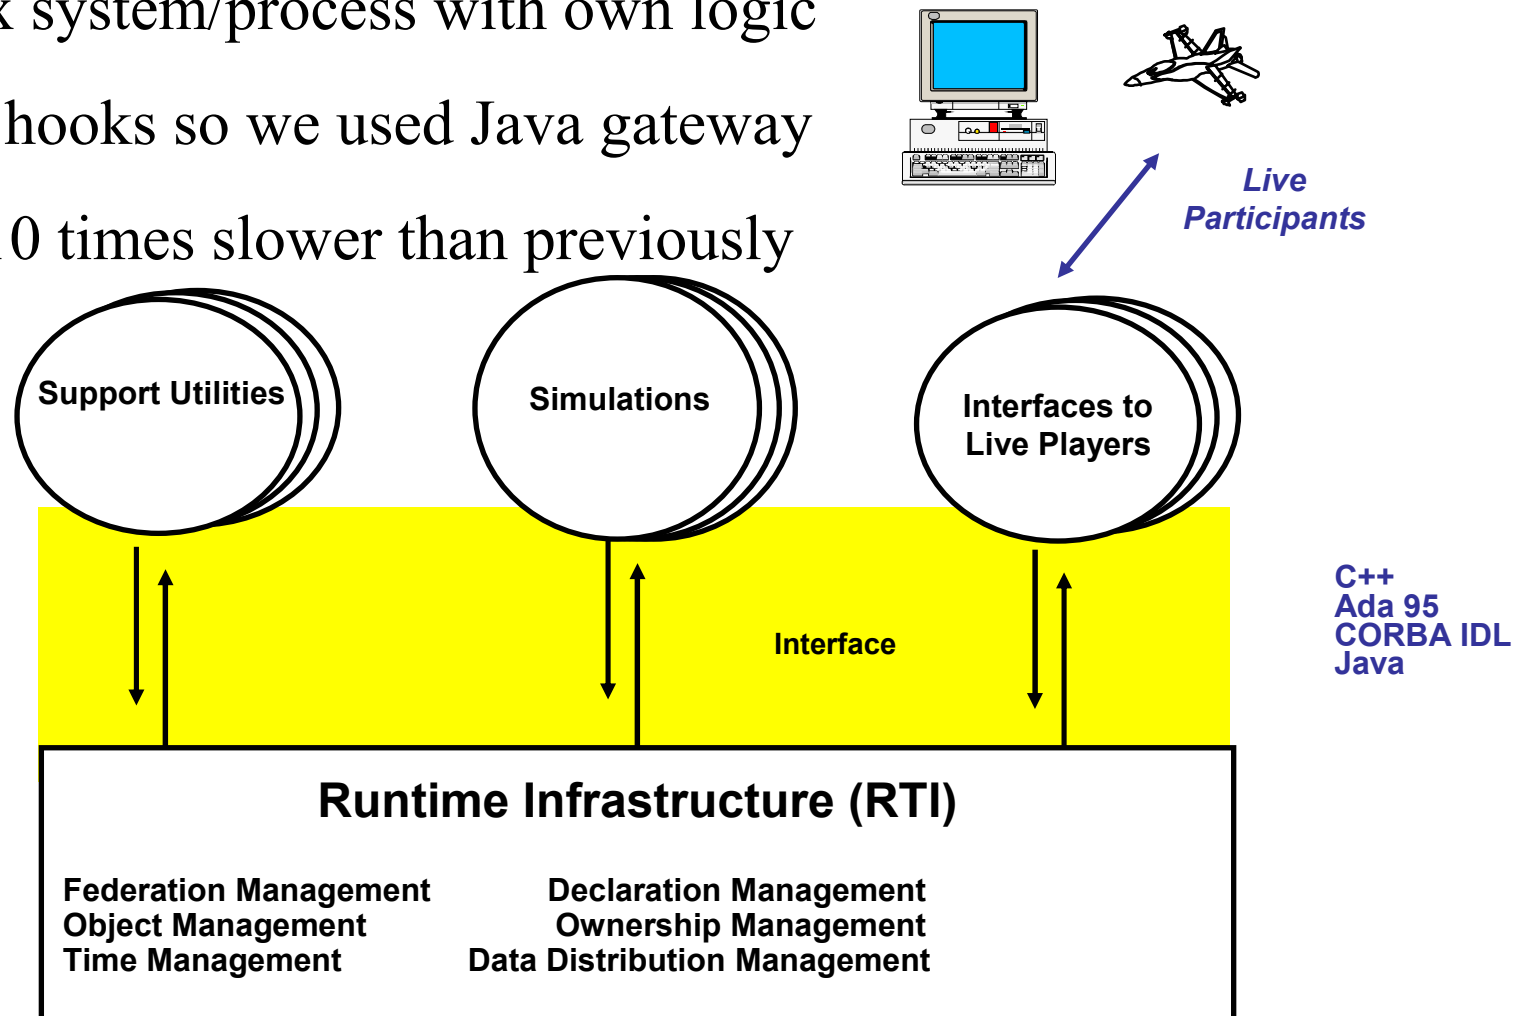 x system/process with own logic
hooks so we used Java gateway
0 times slower than previously
Live
Participants
Support Utilities
Simulations
Interfaces to
Live Players
Interface
C++
Ada 95
CORBA IDL
Java
Runtime Infrastructure (RTI)
Federation Management Declaration Management
Object Management Ownership Management
Time Management Data Distribution Management